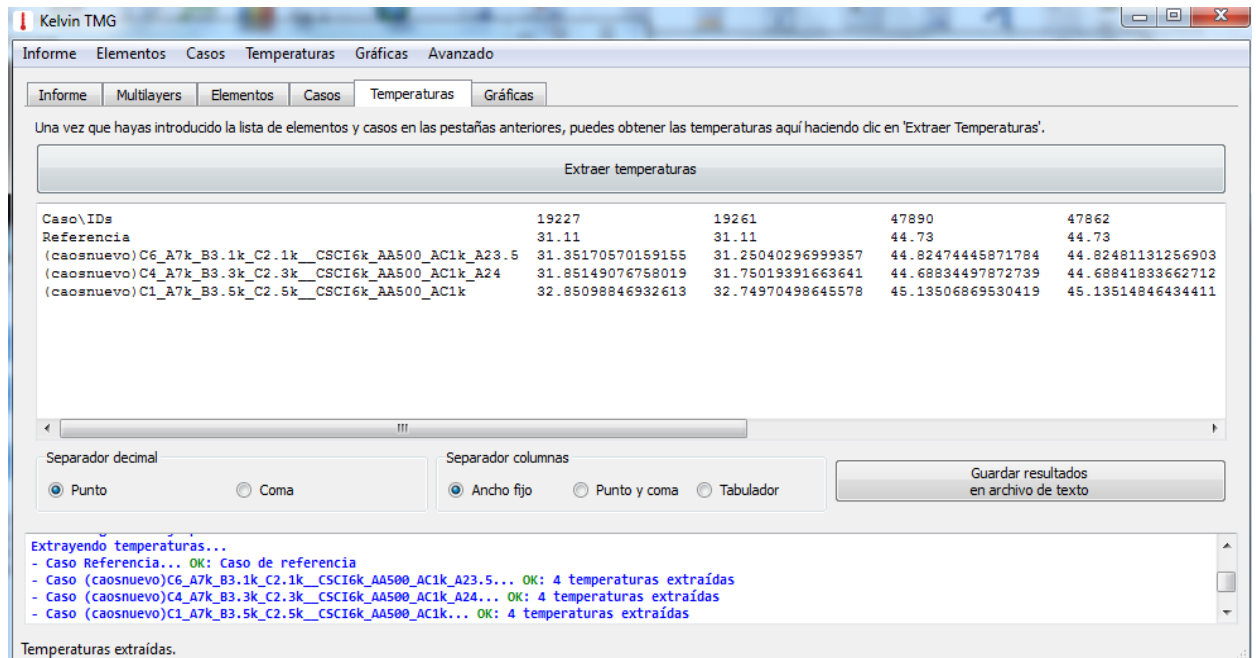 Kelvin TMG
Informe Elementos Casos Temperaturas Gráficas Avanzado
Informe Multilayers Elementos Casos Temperaturas Gráficas
Una vez que hayas introducido la lista de elementos y casos en las pestañas anteriores, puedes obtener las temperaturas aquí haciendo clic en 'Extraer Temperaturas'.
Extraer temperaturas
Caso\IDs 19227 19261 47890 47862
Referencia 31.11 31.11 44.73 44.73
(caosnuevo)C6_A7k_B3.1k_C2.1k__CSCI6k_AA500_AC1k_A23.5 31.35170570159155 31.25040296999357 44.82474445871784 44.82481131256903
(caosnuevo)C4_A7k_B3.3k_C2.3k__CSCI6k_AA500_AC1k_A24 31.85149076758019 31.75019391663641 44.68834497872739 44.68841833662712
(caosnuevo)C1_A7k_B3.5k_C2.5k__CSCI6k_AA500_AC1k 32.85098846932613 32.74970498645578 45.13506869530419 45.13514846434411
Separador decimal
Punto Coma
Separador columnas
Ancho fijo Punto y coma Tabulador
Guardar resultados
en archivo de texto
Extrayendo temperaturas...
- Caso Referencia... OK: Caso de referencia
- Caso (caosnuevo)C6_A7k_B3.1k_C2.1k__CSCI6k_AA500_AC1k_A23.5... OK: 4 temperaturas extraídas
- Caso (caosnuevo)C4_A7k_B3.3k_C2.3k__CSCI6k_AA500_AC1k_A24... OK: 4 temperaturas extraídas
- Caso (caosnuevo)C1_A7k_B3.5k_C2.5k__CSCI6k_AA500_AC1k... OK: 4 temperaturas extraídas
Temperaturas extraídas.